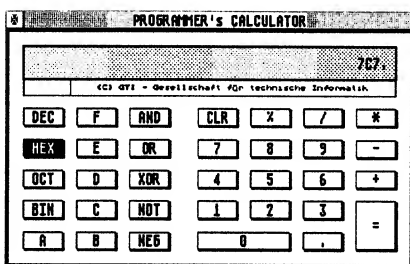 PROGRAMMER's CALCULATOR
7C7.
(C) GTI - Gesellschaft für technische Informatik
DEC F AND CLR % / *
HEX E OR 7 8 9 -
OCT D XOR 4 5 6 +
BIN C NOT 1 2 3 =
A B NEG 0 .